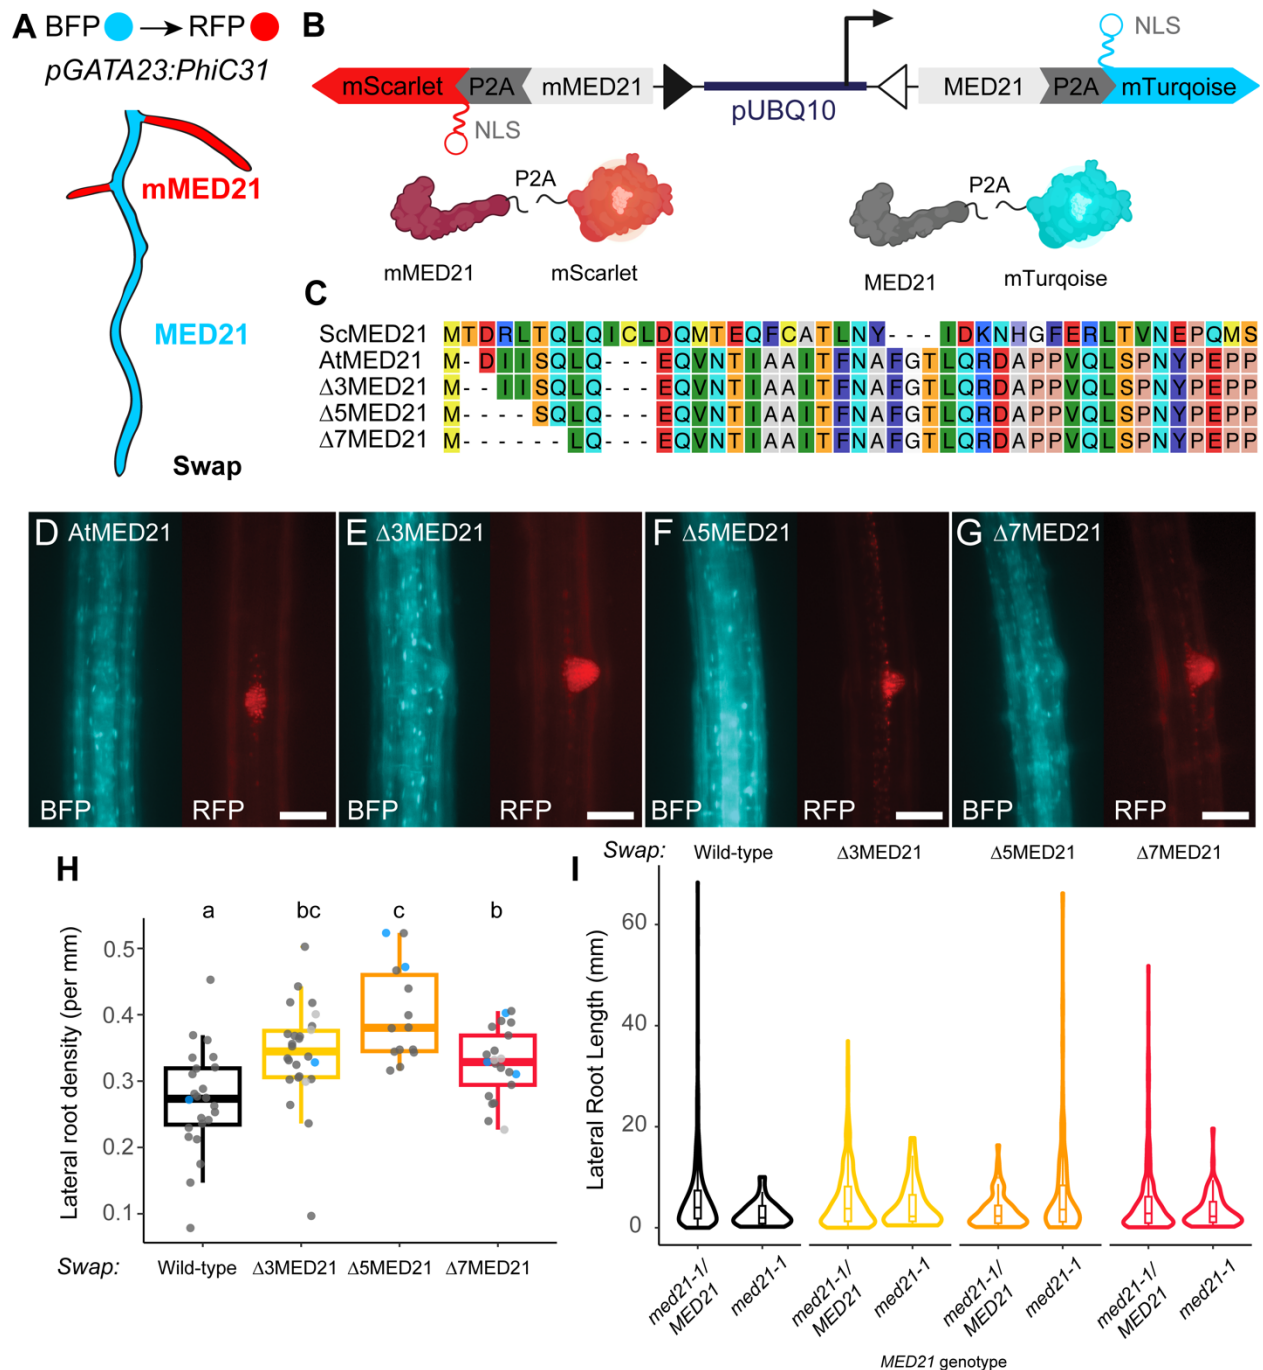 A BFP → RFP
pGATA23:PhiC31
mMED21
MED21
Swap
B
NLS
mScarlet P2A mMED21 MED21 P2A mTurqoise
pUBQ10
NLS
P2A P2A
mMED21 mScarlet MED21 mTurqoise
C
ScMED21 MTDRLTQLQICLDQMTEQFCATLNY---IDKNHGFERLTVNEPQMS
AtMED21 M-DIISQLQ---EQVNTIAAITFNAFGTLQRDAPPVQLSPNYPEPP
Δ3MED21 M--IISQLQ---EQVNTIAAITFNAFGTLQRDAPPVQLSPNYPEPP
Δ5MED21 M----SQLQ---EQVNTIAAITFNAFGTLQRDAPPVQLSPNYPEPP
Δ7MED21 M------LQ---EQVNTIAAITFNAFGTLQRDAPPVQLSPNYPEPP
D AtMED21 E Δ3MED21 F Δ5MED21 G Δ7MED21
BFP RFP BFP RFP BFP RFP BFP RFP
H
a bc c b
Lateral root density (per mm)
0.5
0.4
0.3
0.2
0.1
Swap: Wild-type Δ3MED21 Δ5MED21 Δ7MED21
I
Swap: Wild-type Δ3MED21 Δ5MED21 Δ7MED21
Lateral Root Length (mm)
60
40
20
0
med21-1/MED21 med21-1 med21-1/MED21 med21-1 med21-1/MED21 med21-1 med21-1/MED21 med21-1
MED21 genotype